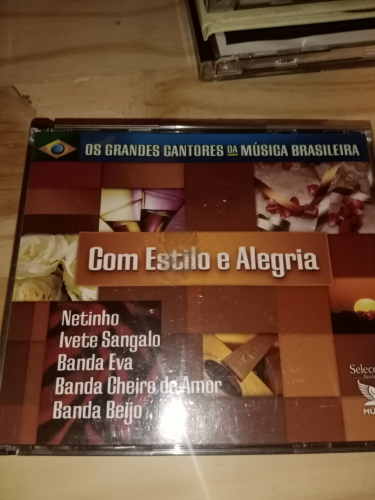 OS GRANDES CANTORES DA MÚSICA BRASILEIRA
Com Estilo e Alegria
Netinho
Ivete Sangalo
Banda Eva
Banda Cheiro de Amor
Banda Beijo